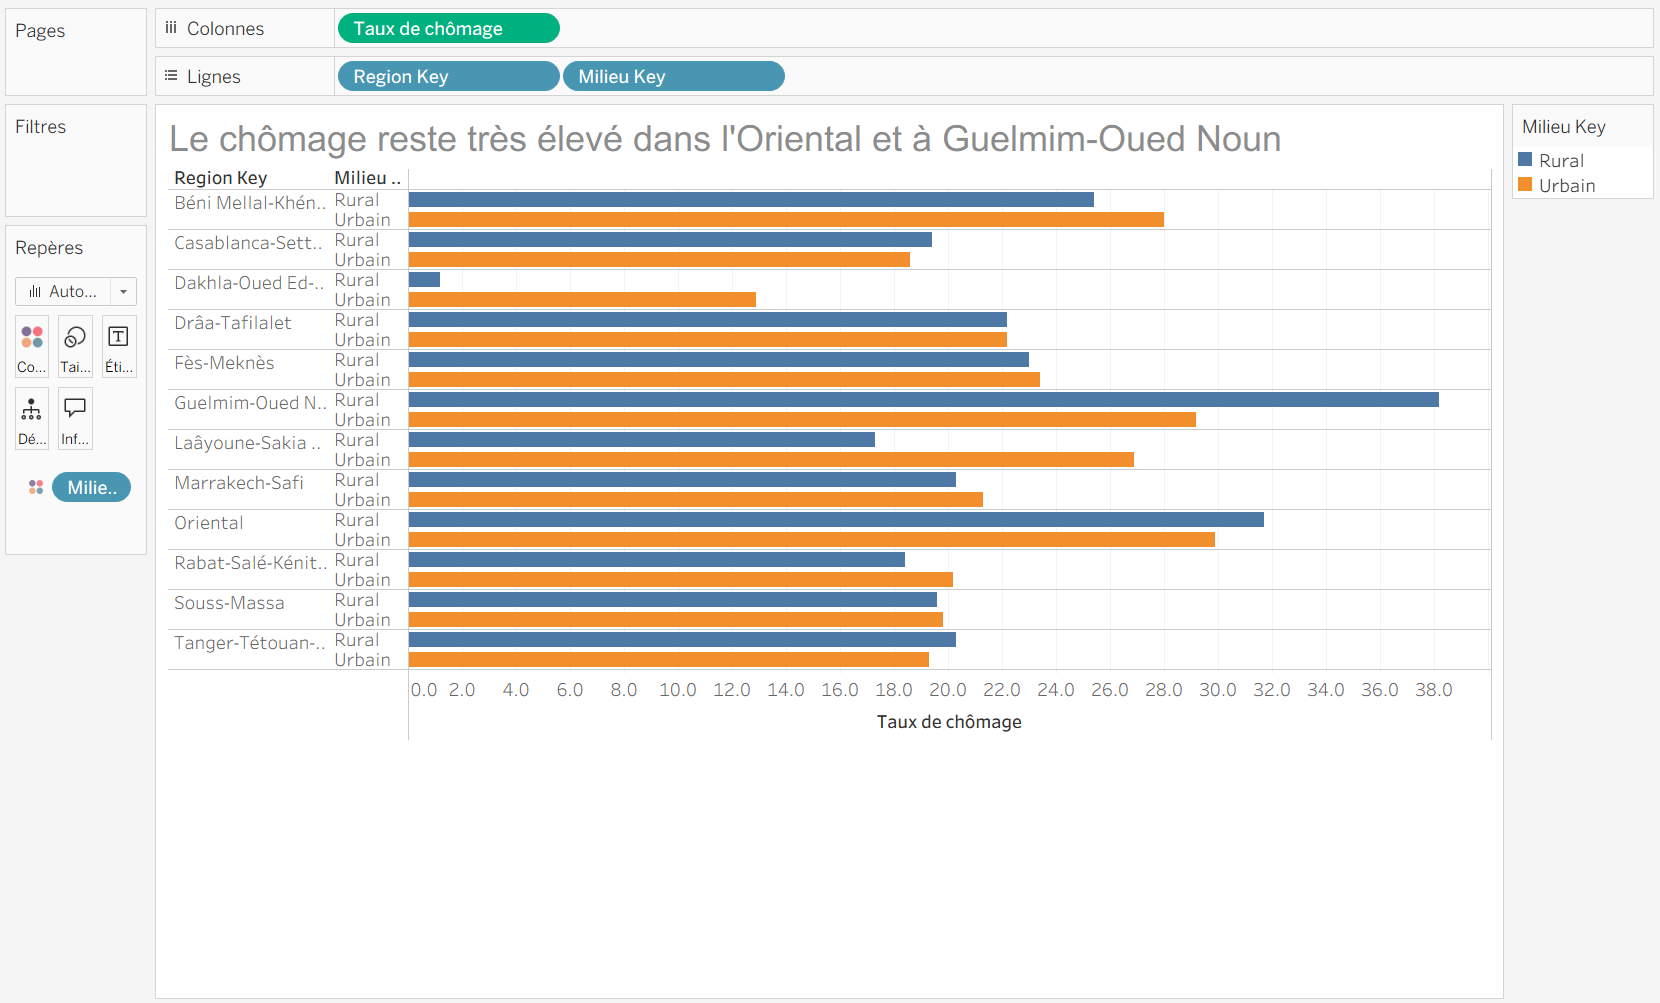 Pages
Colonnes Taux de chômage
Lignes Region Key Milieu Key
Filtres
Repères
Auto...
Co... Tai... Éti...
Dé... Inf...
Milie..
Le chômage reste très élevé dans l'Oriental et à Guelmim-Oued Noun
Region Key Milieu ..
Béni Mellal-Khén.. Rural
Urbain
Casablanca-Sett.. Rural
Urbain
Dakhla-Oued Ed-.. Rural
Urbain
Drâa-Tafilalet Rural
Urbain
Fès-Meknès Rural
Urbain
Guelmim-Oued N.. Rural
Urbain
Laâyoune-Sakia .. Rural
Urbain
Marrakech-Safi Rural
Urbain
Oriental Rural
Urbain
Rabat-Salé-Kénit.. Rural
Urbain
Souss-Massa Rural
Urbain
Tanger-Tétouan-.. Rural
Urbain
0.0 2.0 4.0 6.0 8.0 10.0 12.0 14.0 16.0 18.0 20.0 22.0 24.0 26.0 28.0 30.0 32.0 34.0 36.0 38.0
Taux de chômage
Milieu Key
Rural
Urbain